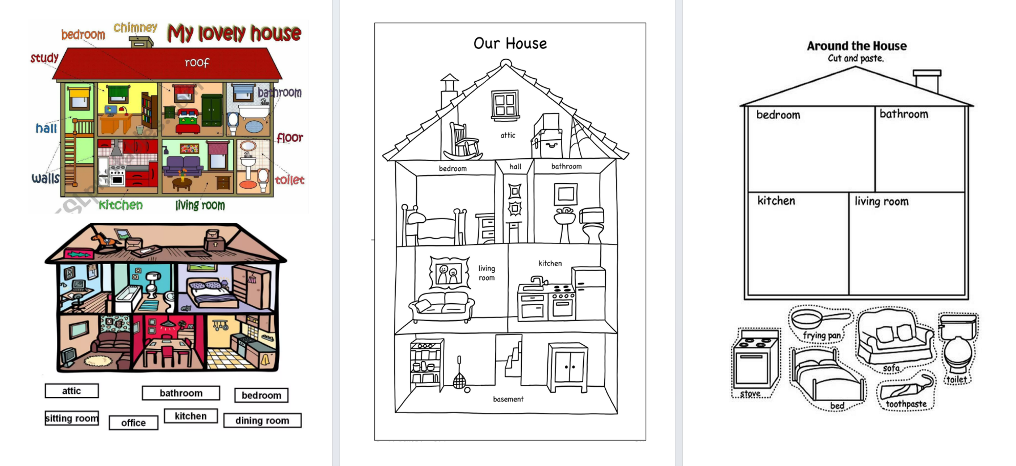 My lovely house
chimney
bedroom
roof
study
bathroom
hall
floor
walls
toilet
kitchen
living room
attic
bathroom
bedroom
sitting room
office
kitchen
dining room
Our House
attic
bedroom
hall
bathroom
living
room
kitchen
basement
Around the House
Cut and paste.
bedroom
bathroom
kitchen
living room
frying pan
sofa
toilet
stove
bed
toothpaste